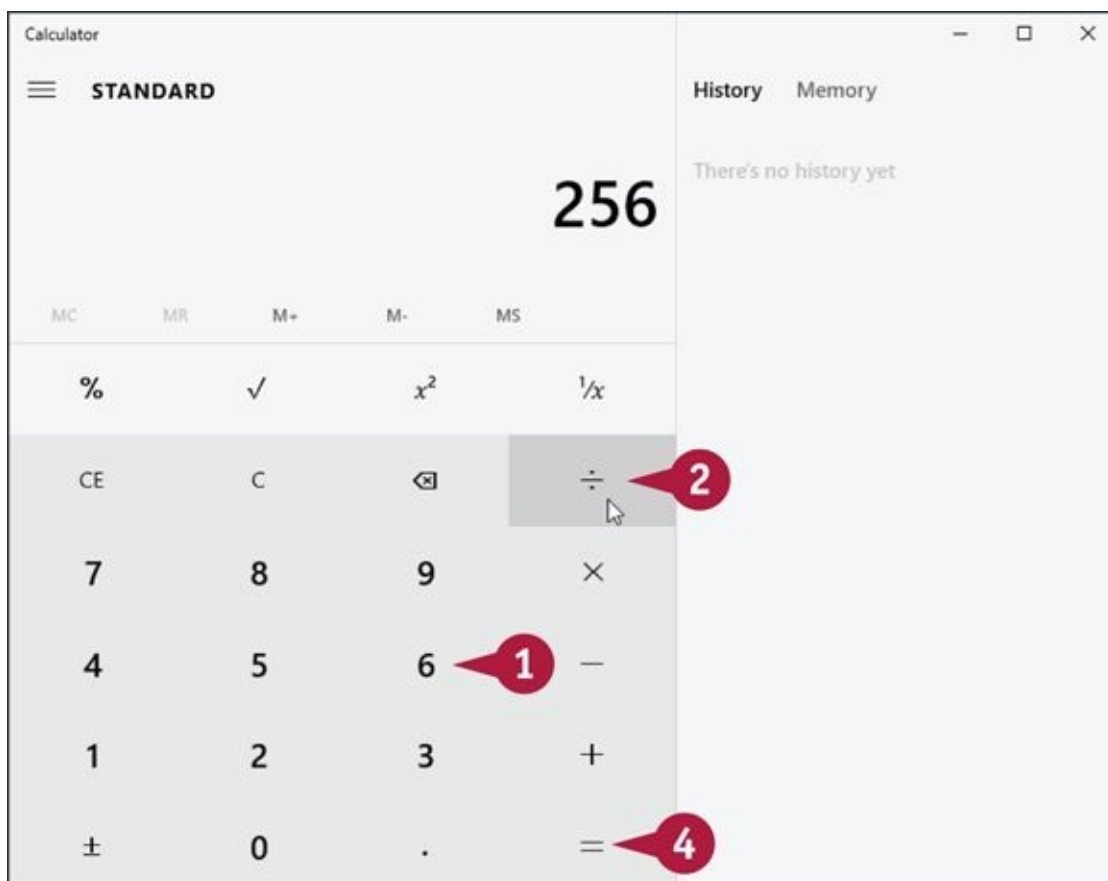 Calculator
STANDARD
History Memory
There's no history yet
256
MC MR M+ M- MS
% √ x² ¹/x
CE C ÷ 2
7 8 9 ×
4 5 6 1 −
1 2 3 +
± 0 . = 4